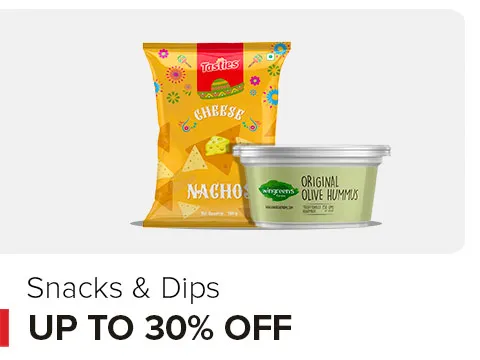 Tasties
CHEESE
NACHOS
wingreens
ORIGINAL
OLIVE HUMMUS
Snacks & Dips
UP TO 30% OFF